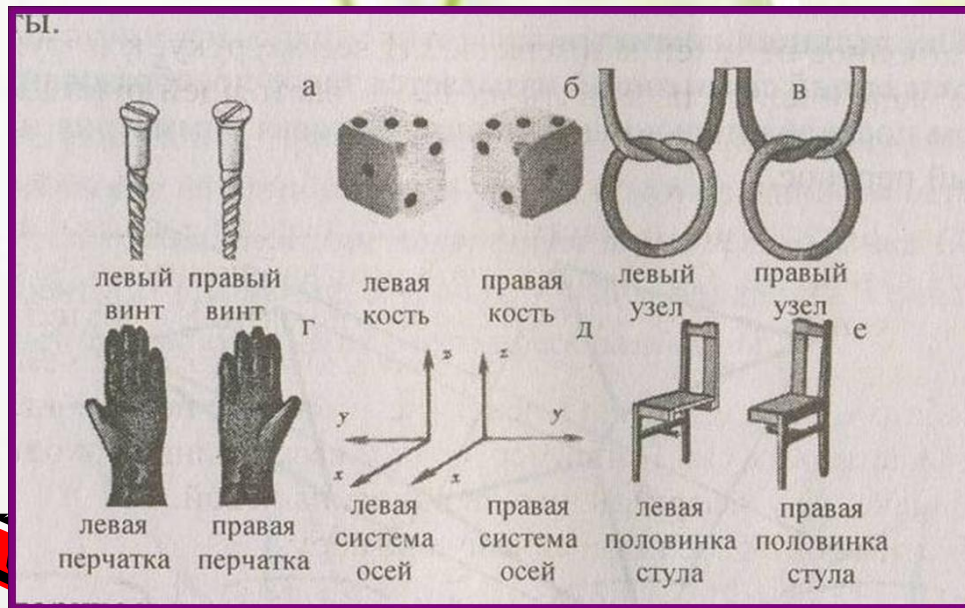 ты.
а
б
в
левый правый
винт винт
левая правая
кость кость
левый правый
узел узел
г
д
е
z z
y y
x x
левая правая
перчатка перчатка
левая правая
система система
осей осей
левая правая
половинка половинка
стула стула